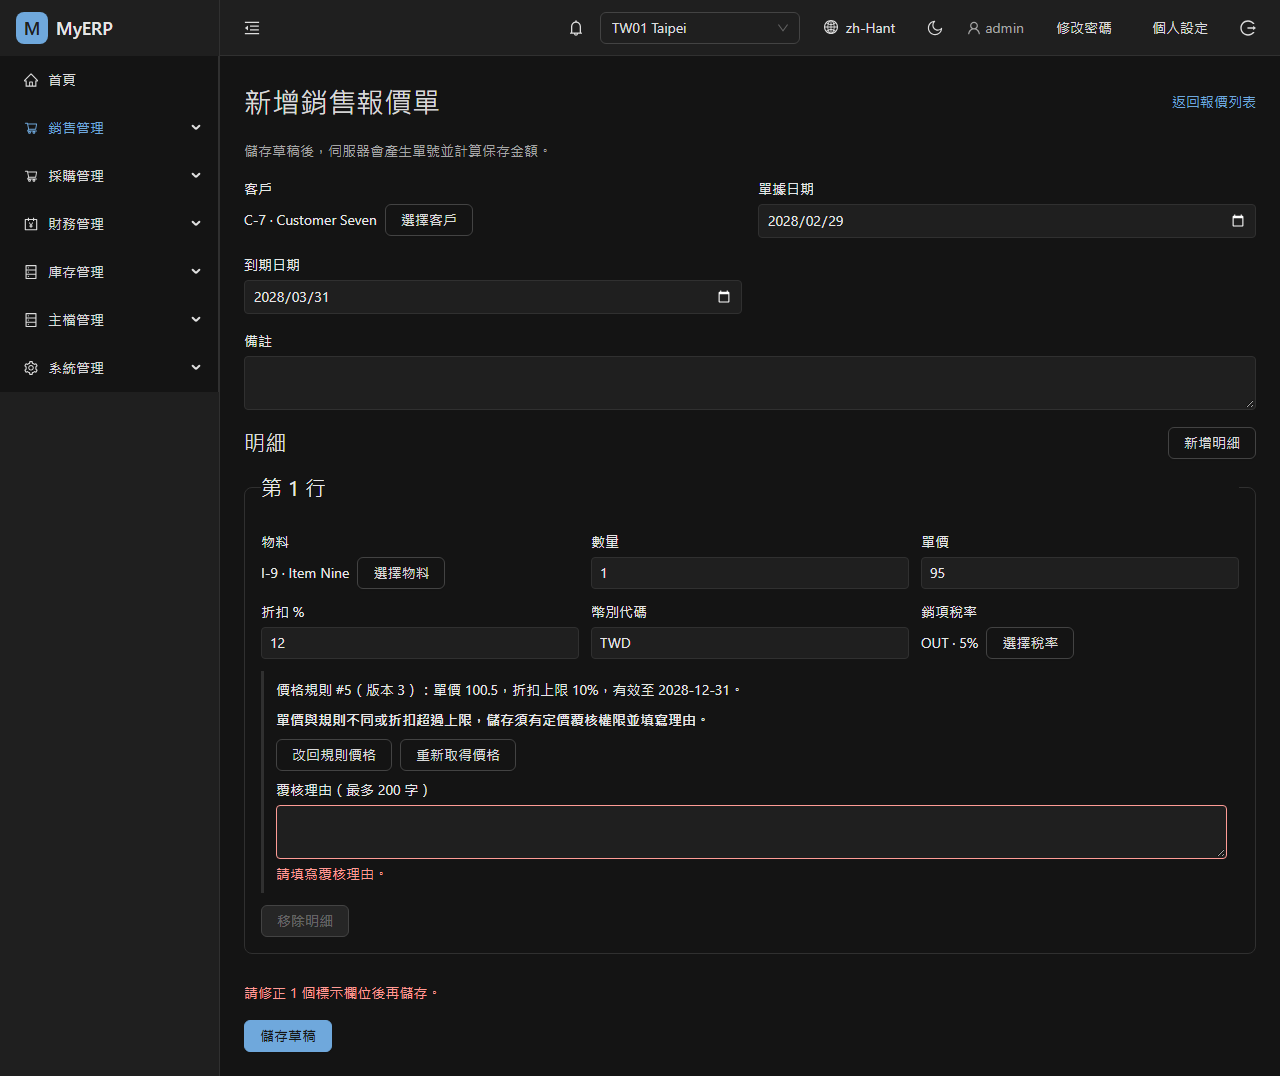 M MyERP
TW01 Taipei
zh-Hant
admin
修改密碼
個人設定
首頁
銷售管理
採購管理
財務管理
庫存管理
主檔管理
系統管理
新增銷售報價單
返回報價列表
儲存草稿後，伺服器會產生單號並計算保存金額。
客戶
單據日期
C-7 · Customer Seven
選擇客戶
2028/02/29
到期日期
2028/03/31
備註
明細
新增明細
第 1 行
物料
數量
單價
I-9 · Item Nine
選擇物料
1
95
折扣 %
幣別代碼
銷項稅率
12
TWD
OUT · 5%
選擇稅率
價格規則 #5（版本 3）：單價 100.5，折扣上限 10%，有效至 2028-12-31。
單價與規則不同或折扣超過上限，儲存須有定價覆核權限並填寫理由。
改回規則價格
重新取得價格
覆核理由（最多 200 字）
請填寫覆核理由。
移除明細
請修正 1 個標示欄位後再儲存。
儲存草稿